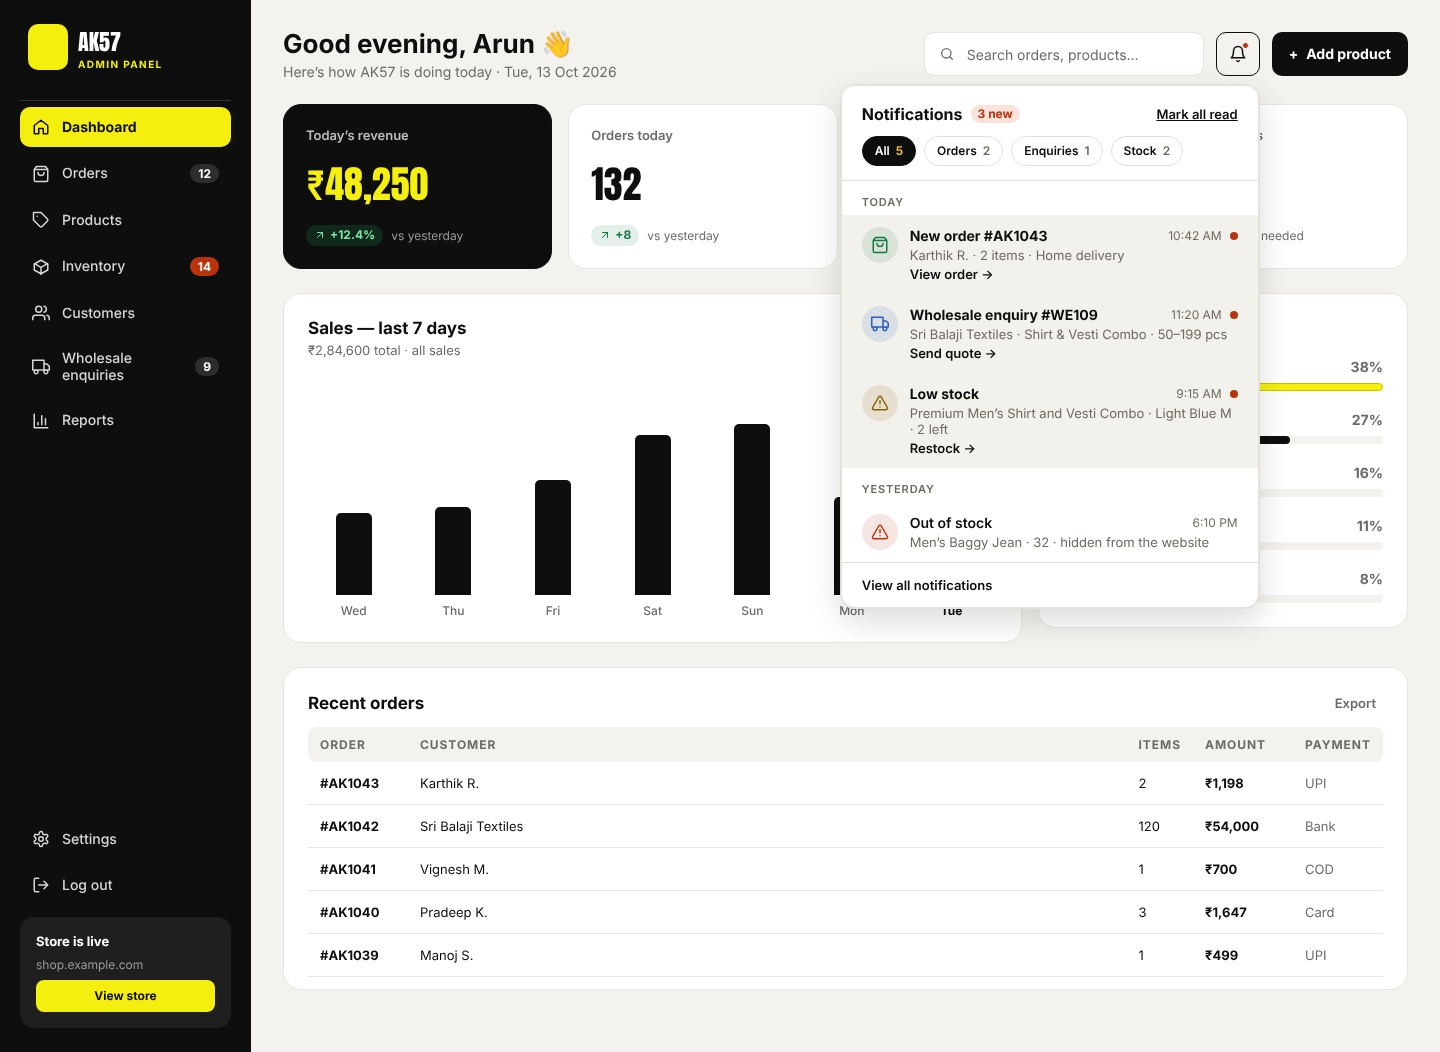 AK57
ADMIN PANEL
Dashboard
Orders 12
Products
Inventory 14
Customers
Wholesale
enquiries 9
Reports
Settings
Log out
Store is live
shop.example.com
View store
Good evening, Arun 👋
Here’s how AK57 is doing today · Tue, 13 Oct 2026
Search orders, products...
+ Add product
Today’s revenue
₹48,250
+12.4% vs yesterday
Orders today
132
+8 vs yesterday
needed
Notifications 3 new Mark all read
All 5 Orders 2 Enquiries 1 Stock 2
TODAY
New order #AK1043 10:42 AM
Karthik R. · 2 items · Home delivery
View order →
Wholesale enquiry #WE109 11:20 AM
Sri Balaji Textiles · Shirt & Vesti Combo · 50–199 pcs
Send quote →
Low stock 9:15 AM
Premium Men’s Shirt and Vesti Combo · Light Blue M
· 2 left
Restock →
YESTERDAY
Out of stock 6:10 PM
Men’s Baggy Jean · 32 · hidden from the website
View all notifications
Sales — last 7 days
₹2,84,600 total · all sales
Wed Thu Fri Sat Sun Mon Tue
38%
27%
16%
11%
8%
Recent orders Export
ORDER CUSTOMER ITEMS AMOUNT PAYMENT
#AK1043 Karthik R. 2 ₹1,198 UPI
#AK1042 Sri Balaji Textiles 120 ₹54,000 Bank
#AK1041 Vignesh M. 1 ₹700 COD
#AK1040 Pradeep K. 3 ₹1,647 Card
#AK1039 Manoj S. 1 ₹499 UPI